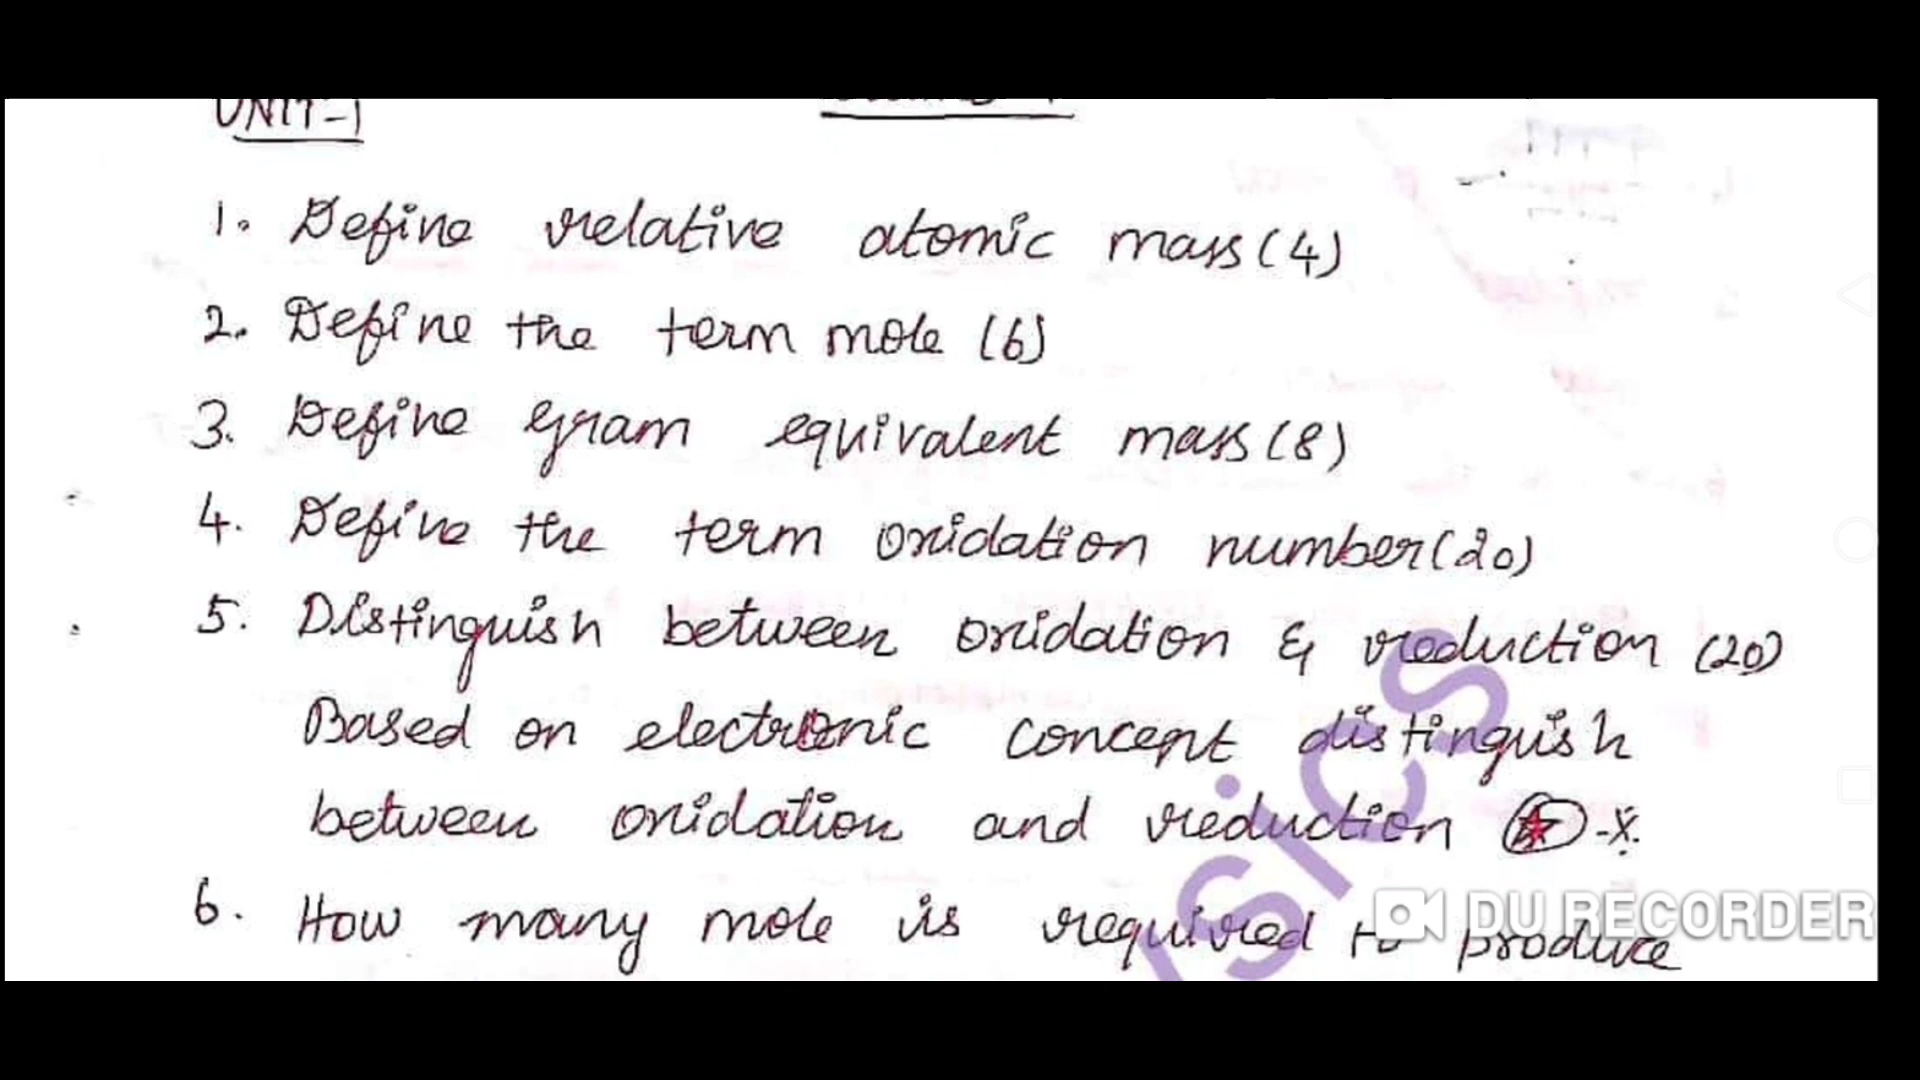 UNIT-1
1. Define relative atomic mass (4)
2. Define the term mole (6)
3. Define gram equivalent mass (8)
4. Define the term oxidation number (20)
5. Distinguish between oxidation & reduction (20)
Based on electronic concept distinguish
between oxidation and reduction
6. How many mole is required to produce
sics
DU RECORDER